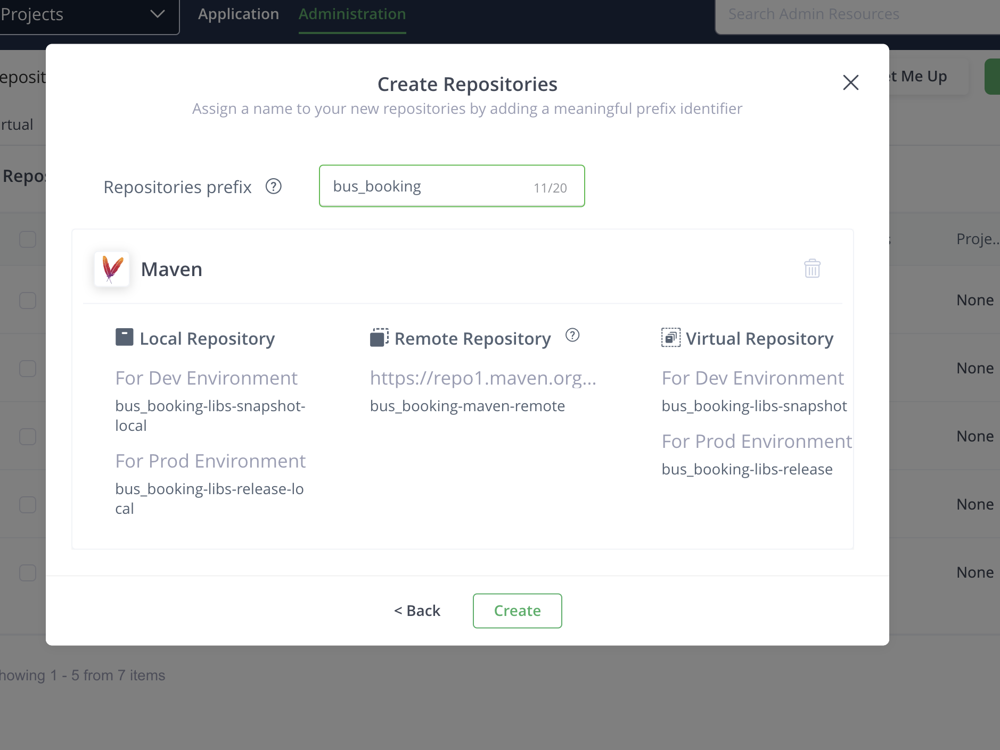 Projects
Application
Administration
Search Admin Resources
Create Repositories
Assign a name to your new repositories by adding a meaningful prefix identifier
Me Up
Repositories prefix
bus_booking
11/20
Maven
Proje..
Local Repository
Remote Repository
Virtual Repository
For Dev Environment
bus_booking-libs-snapshot-
local
For Prod Environment
bus_booking-libs-release-lo
cal
https://repo1.maven.org...
bus_booking-maven-remote
For Dev Environment
bus_booking-libs-snapshot
For Prod Environment
bus_booking-libs-release
None
None
None
None
None
< Back
Create
howing 1 - 5 from 7 items